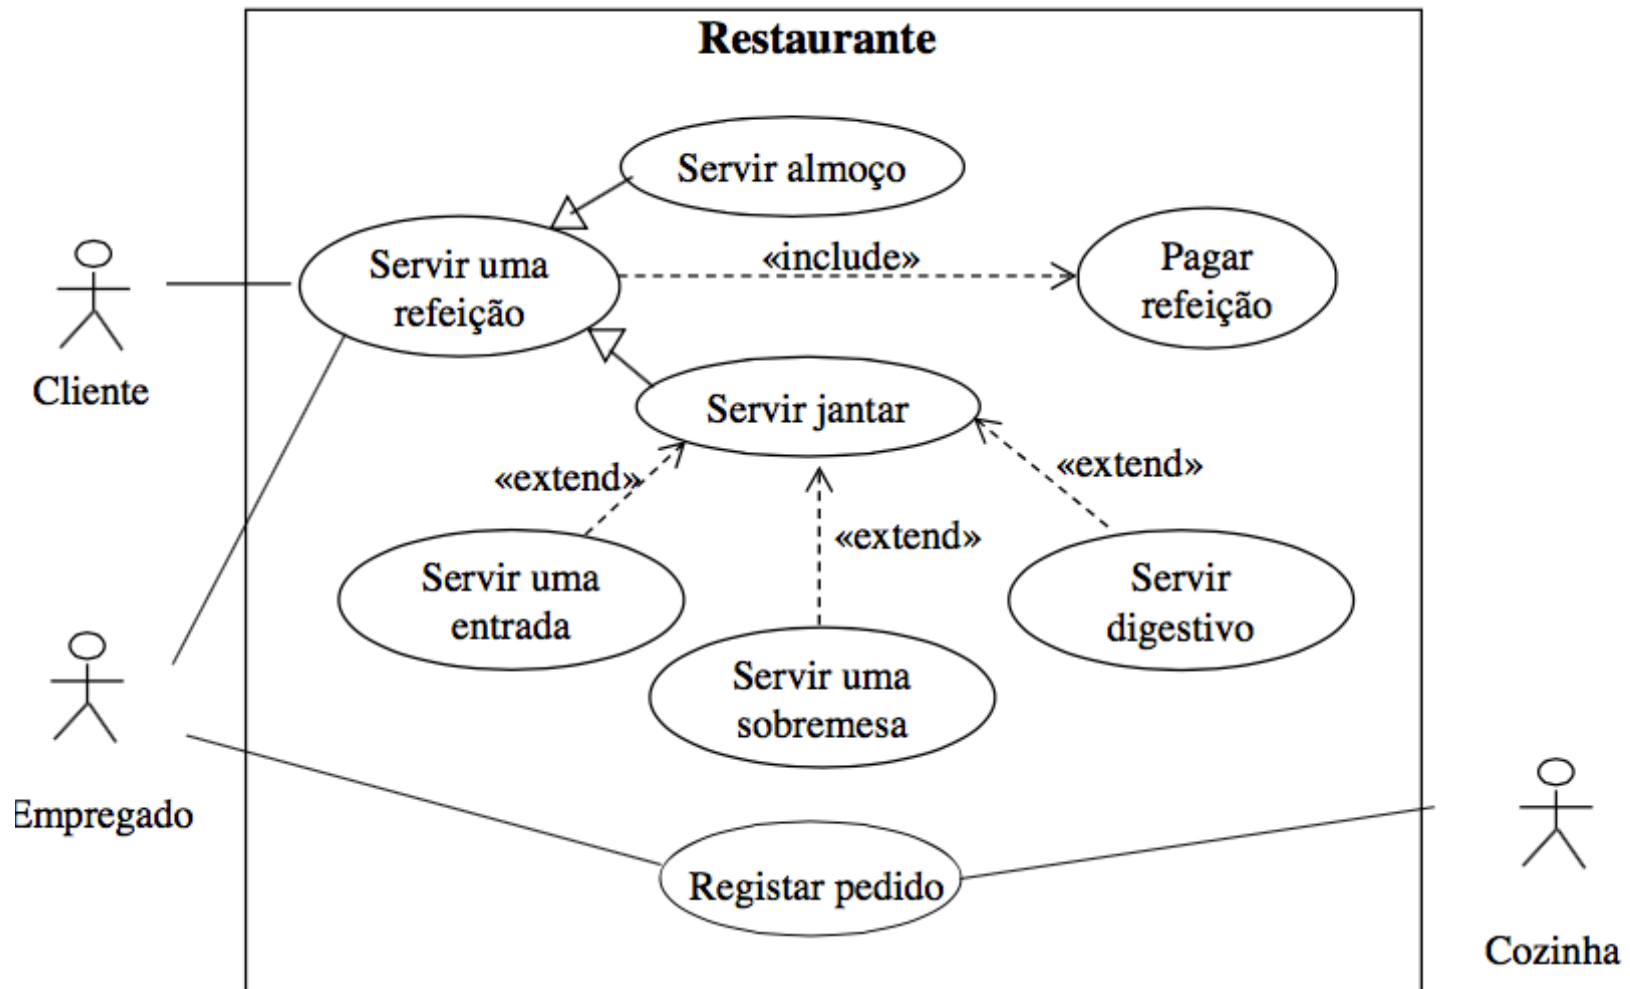 Restaurante
Servir almoço
Servir uma
refeição
«include»
Pagar
refeição
Cliente
Servir jantar
«extend»
«extend»
«extend»
Servir uma
entrada
Servir
digestivo
Servir uma
sobremesa
Empregado
Registar pedido
Cozinha